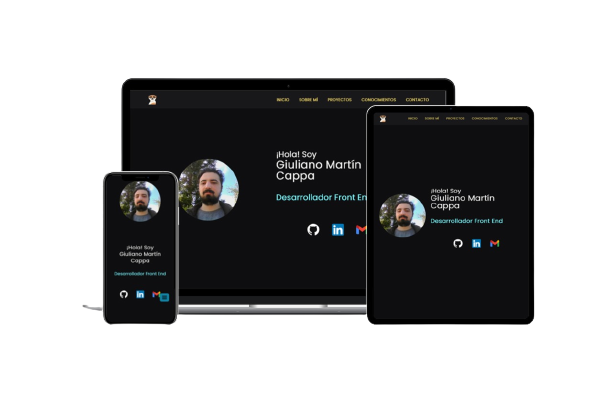 INICIO SOBRE MÍ PROYECTOS CONOCIMIENTOS CONTACTO
¡Hola! Soy
Giuliano Martín
Cappa
Desarrollador Front En
INICIO SOBRE MÍ PROYECTOS CONOCIMIENTOS CONTACTO
¡Hola! Soy
Giuliano Martín
Cappa
Desarrollador Front End
¡Hola! Soy
Giuliano Martín
Cappa
Desarrollador Front End